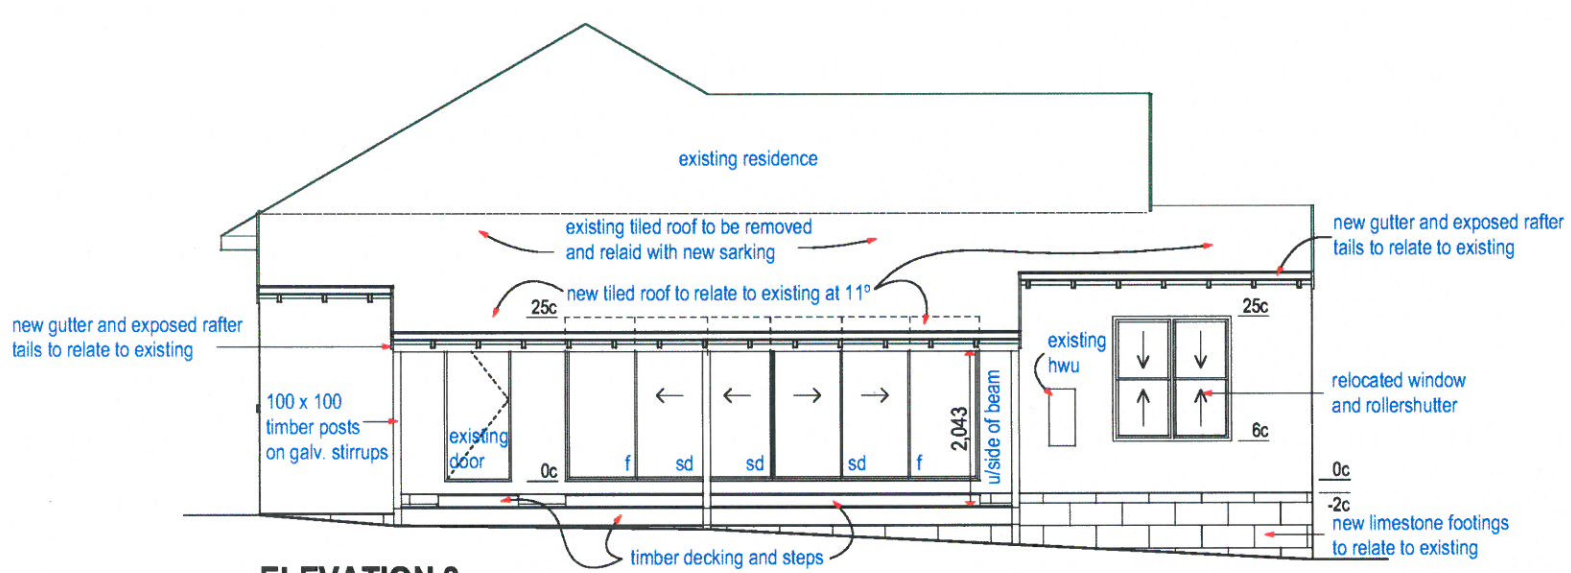 existing residence
existing tiled roof to be removed
and relaid with new sarking
new gutter and exposed rafter
tails to relate to existing
new tiled roof to relate to existing at 11º
25c
25c
new gutter and exposed rafter
tails to relate to existing
existing
hwu
relocated window
and rollershutter
100 x 100
timber posts
on galv. stirrups
existing
door
2,043
u/side of beam
6c
f
sd
sd
sd
f
0c
0c
-2c
new limestone footings
to relate to existing
timber decking and steps
ELEVATION